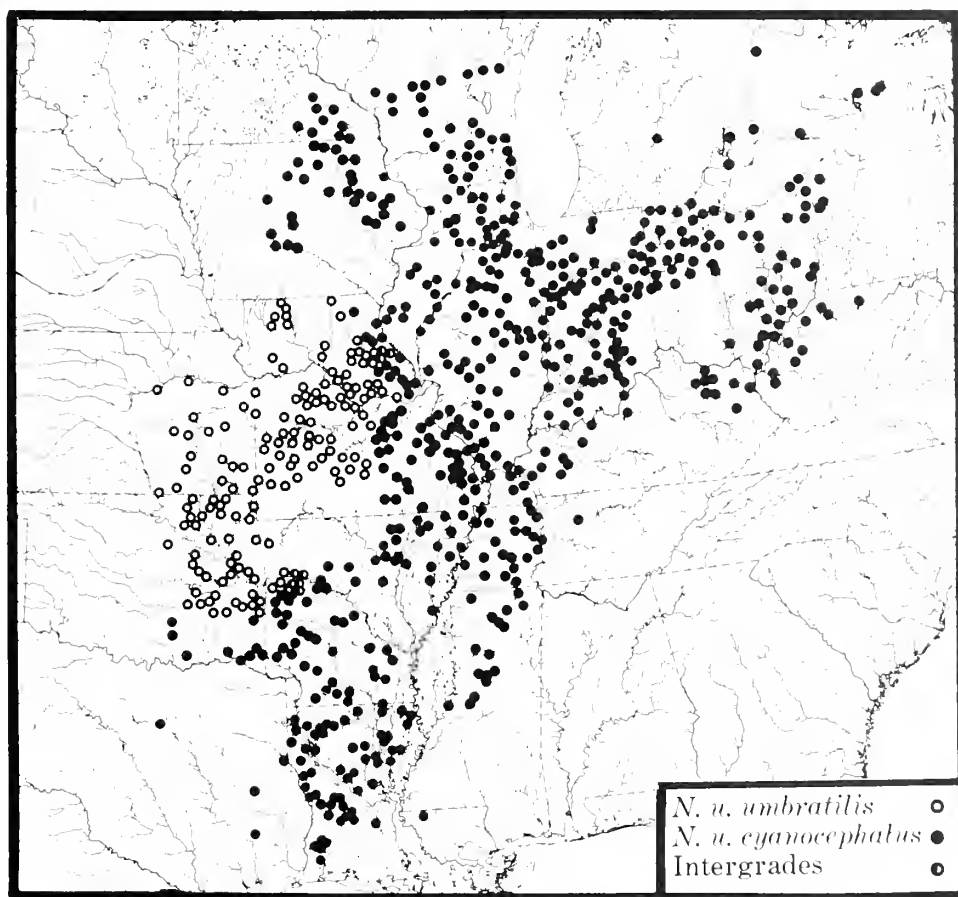 N. u. umbratilis
N. u. cyanocephalus
Intergrades